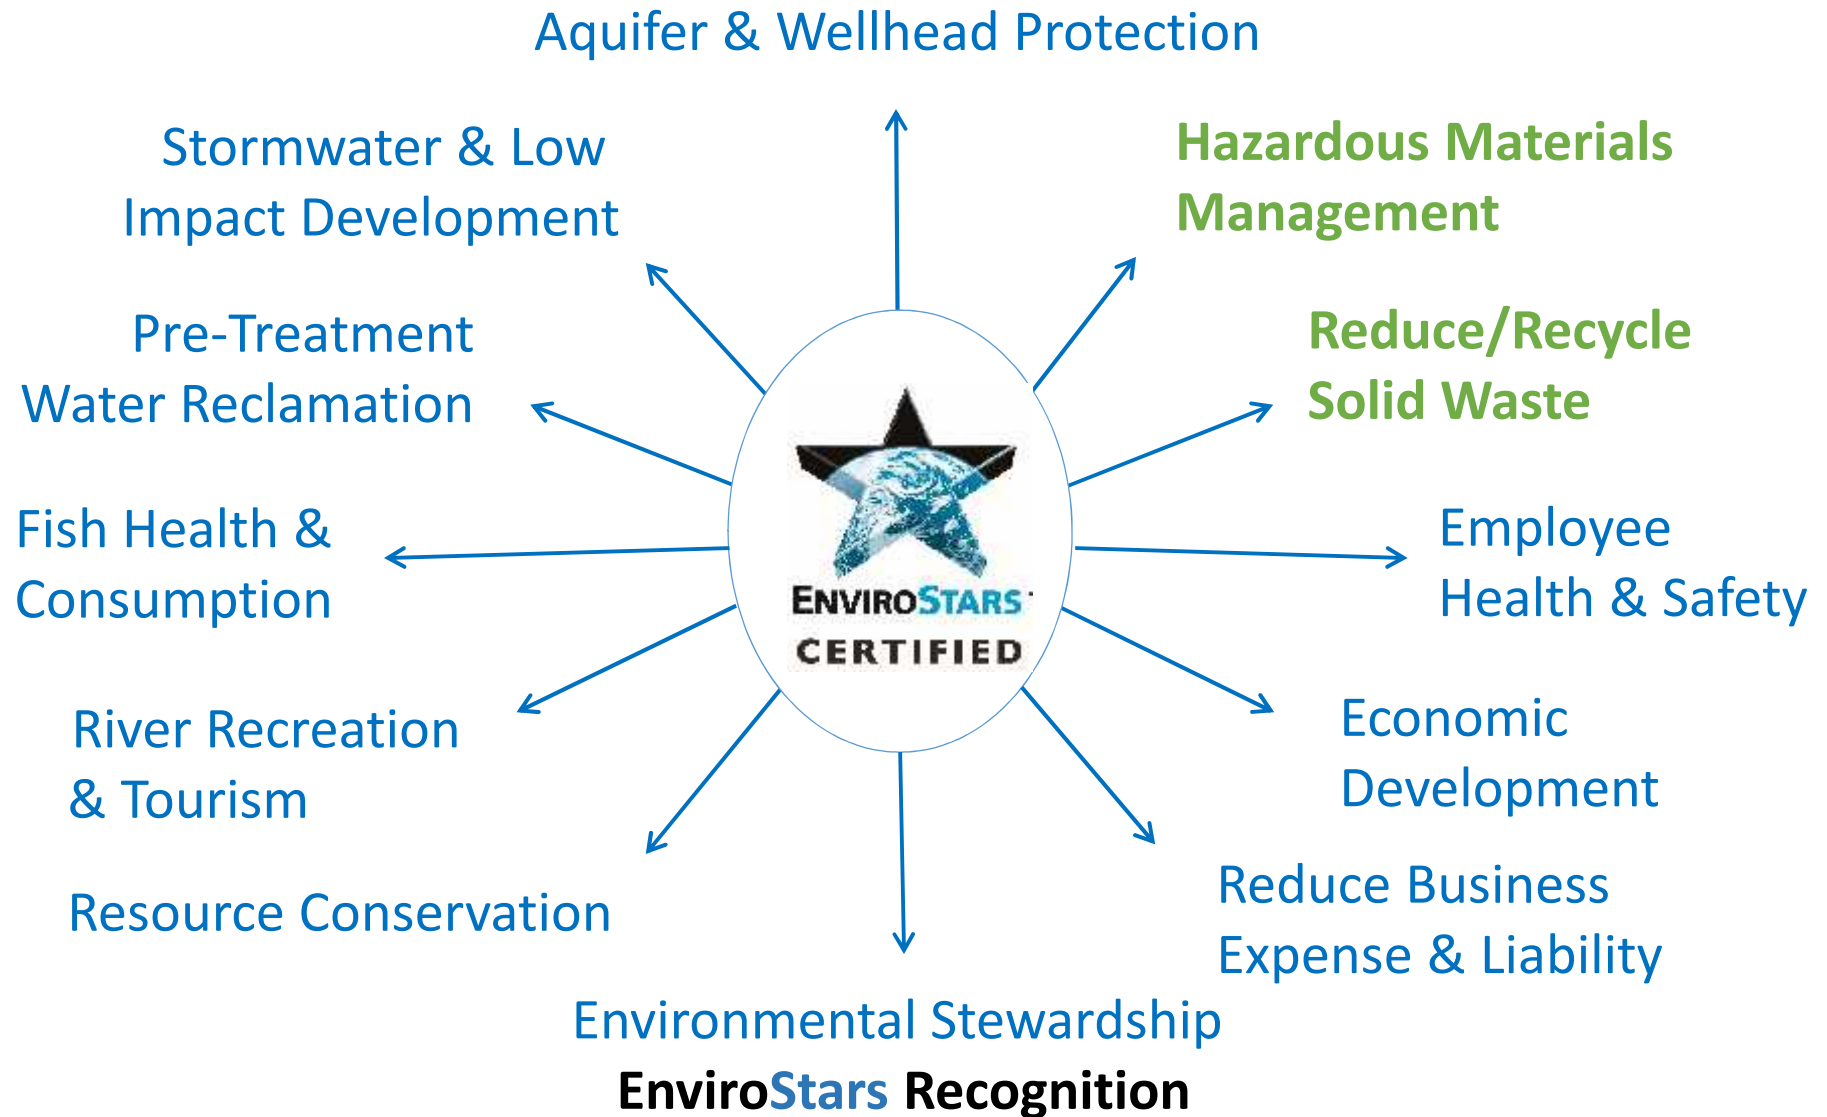 Aquifer & Wellhead Protection
Stormwater & Low
Impact Development
Hazardous Materials
Management
Pre-Treatment
Water Reclamation
Reduce/Recycle
Solid Waste
Fish Health &
Consumption
ENVIROSTARS
CERTIFIED
Employee
Health & Safety
River Recreation
& Tourism
Economic
Development
Resource Conservation
Reduce Business
Expense & Liability
Environmental Stewardship
EnviroStars Recognition